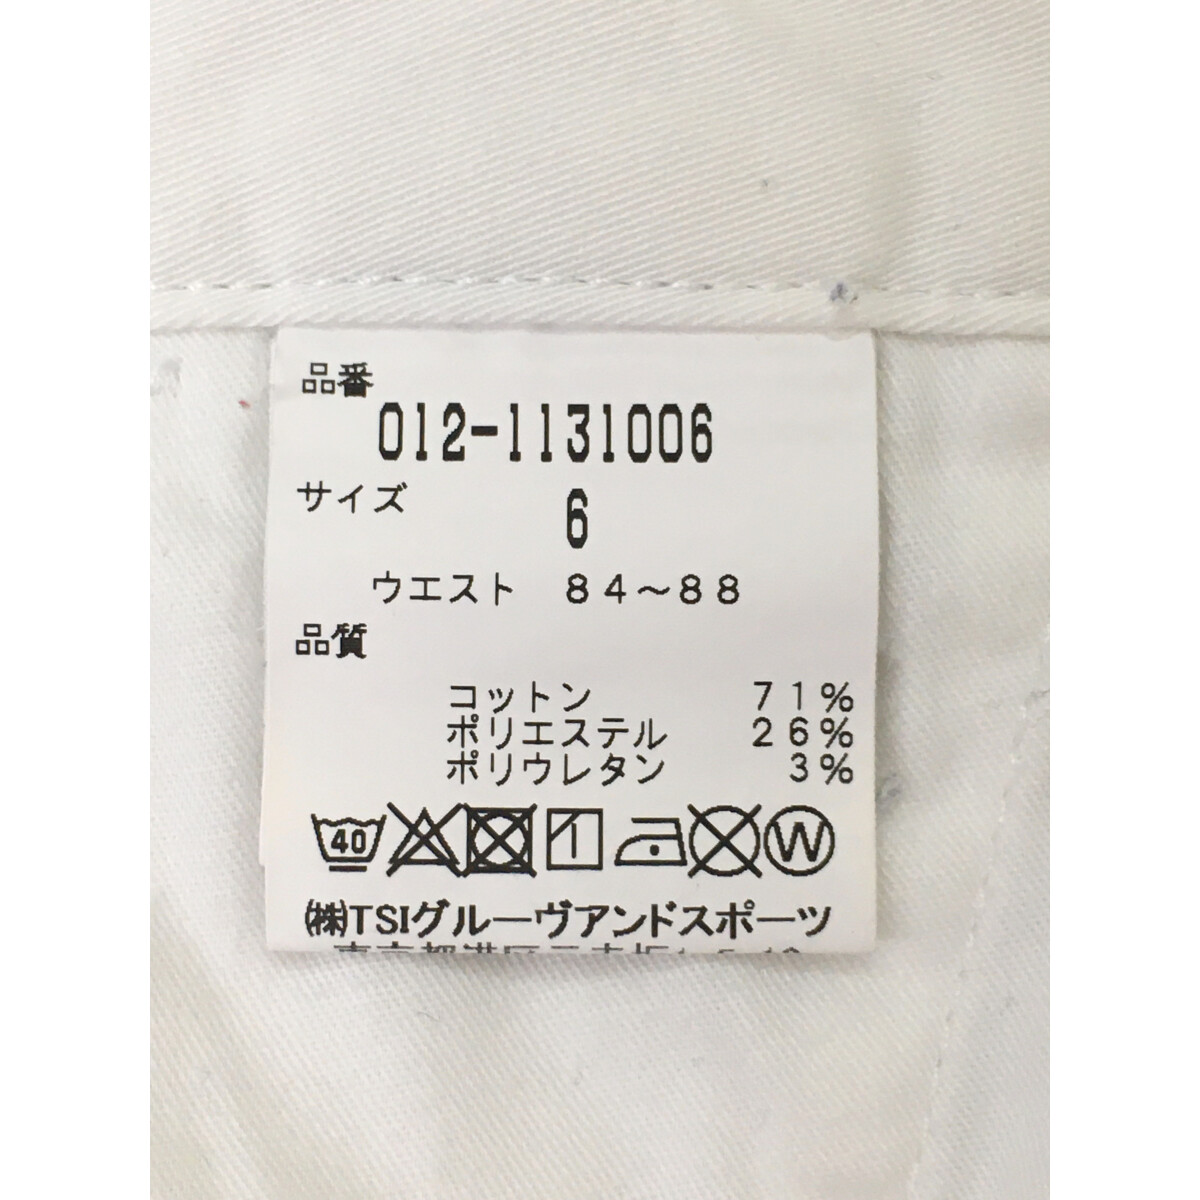 品番
012-1131006
サイズ 6
ウエスト 84～88
品質
コットン 71%
ポリエステル 26%
ポリウレタン 3%
40 W
㈱TSIグルーヴアンドスポーツ